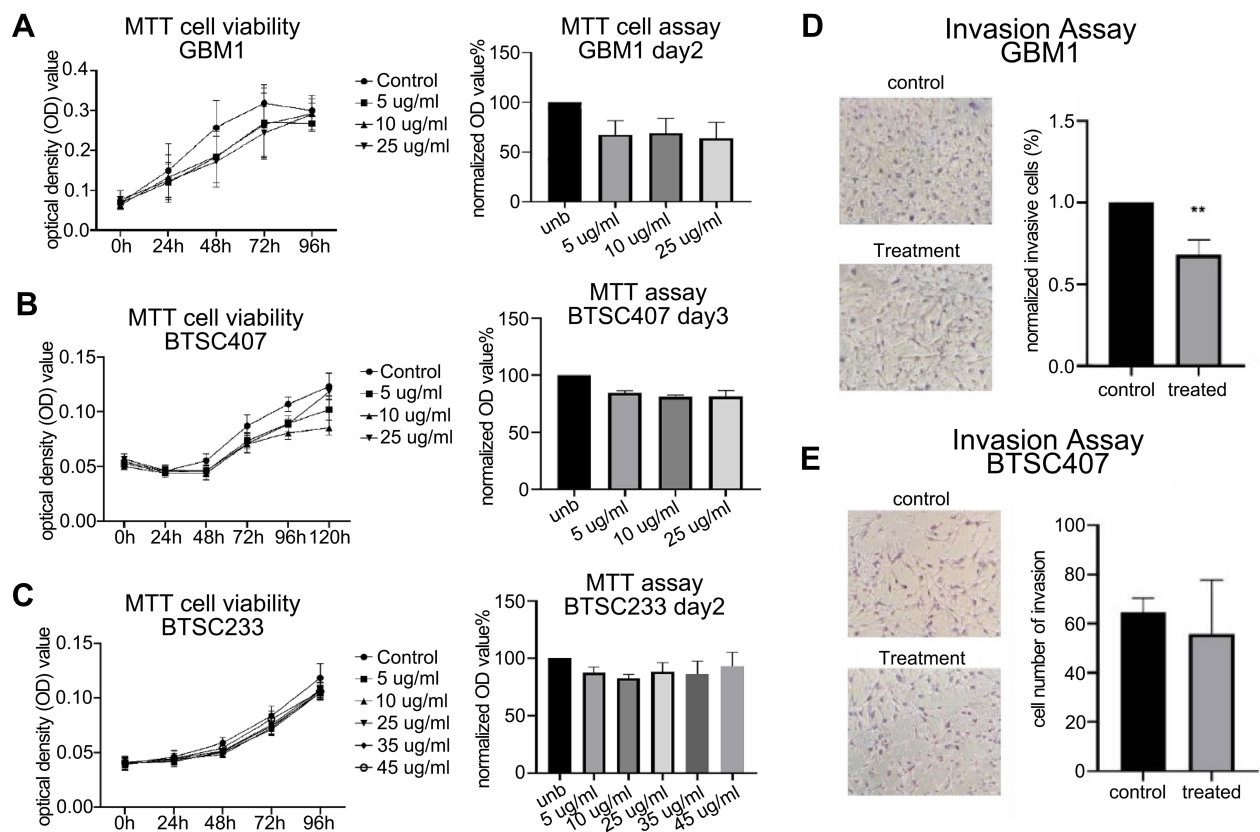 A
MTT cell viability
GBM1
optical density (OD) value
0.4
0.3
0.2
0.1
0.0
0h 24h 48h 72h 96h
Control
5 ug/ml
10 ug/ml
25 ug/ml
MTT cell assay
GBM1 day2
normalized OD value%
150
100
50
0
unb
5 ug/ml
10 ug/ml
25 ug/ml
B
MTT cell viability
BTSC407
optical density (OD) value
0.15
0.10
0.05
0.00
0h 24h 48h 72h 96h 120h
Control
5 ug/ml
10 ug/ml
25 ug/ml
MTT assay
BTSC407 day3
normalized OD value%
150
100
50
0
unb
5 ug/ml
10 ug/ml
25 ug/ml
C
MTT cell viability
BTSC233
optical density (OD) value
0.15
0.10
0.05
0.00
0h 24h 48h 72h 96h
Control
5 ug/ml
10 ug/ml
25 ug/ml
35 ug/ml
45 ug/ml
MTT assay
BTSC233 day2
normalized OD value%
150
100
50
0
unb
5 ug/ml
10 ug/ml
25 ug/ml
35 ug/ml
45 ug/ml
D
Invasion Assay
GBM1
control
Treatment
normalized invasive cells (%)
1.5
1.0
0.5
0.0
**
control treated
E
Invasion Assay
BTSC407
control
Treatment
cell number of invasion
100
80
60
40
20
0
control treated